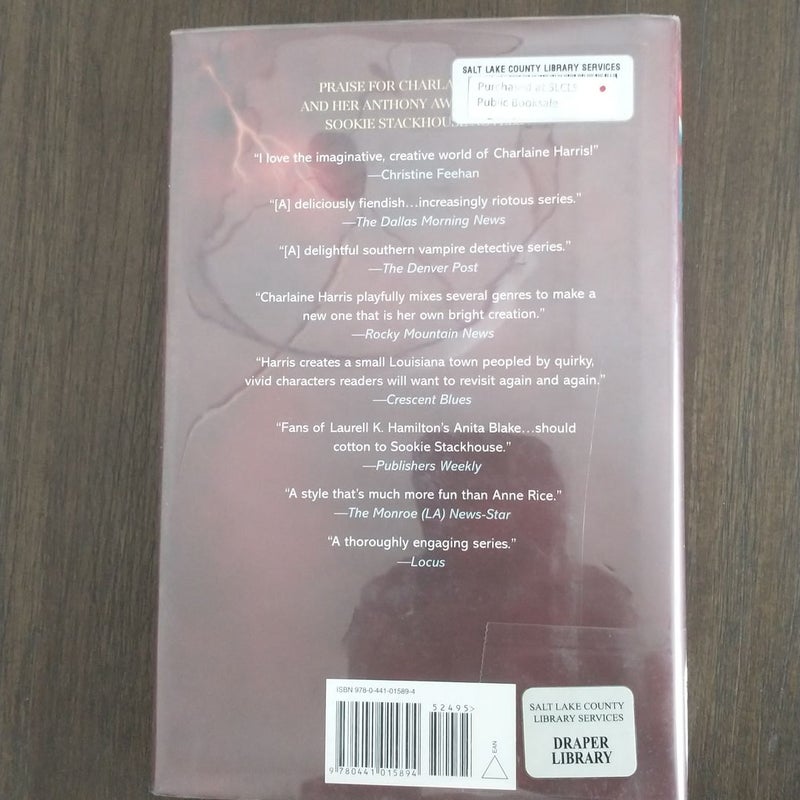 SALT LAKE COUNTY LIBRARY SERVICES
Purchased at SLCLS
Public Booksale
PRAISE FOR
AND HER ANTHONY
SOOKIE
“I love the imaginative, creative world of Charlaine Harris!”
—Christine Feehan
“[A] deliciously fiendish…increasingly riotous series.”
—The Dallas Morning News
“[A] delightful southern vampire detective series.”
—The Denver Post
“Charlaine Harris playfully mixes several genres to make a
new one that is her own bright creation.”
—Rocky Mountain News
“Harris creates a small Louisiana town peopled by quirky,
vivid characters readers will want to revisit again and again.”
—Crescent Blues
“Fans of Laurell K. Hamilton’s Anita Blake…should
cotton to Sookie Stackhouse.”
—Publishers Weekly
“A style that’s much more fun than Anne Rice.”
—The Monroe (LA) News-Star
“A thoroughly engaging series.”
—Locus
ISBN 978-0-441-01589-4
52495>
9 780441 015894
EAN
SALT LAKE COUNTY
LIBRARY SERVICES
DRAPER
LIBRARY